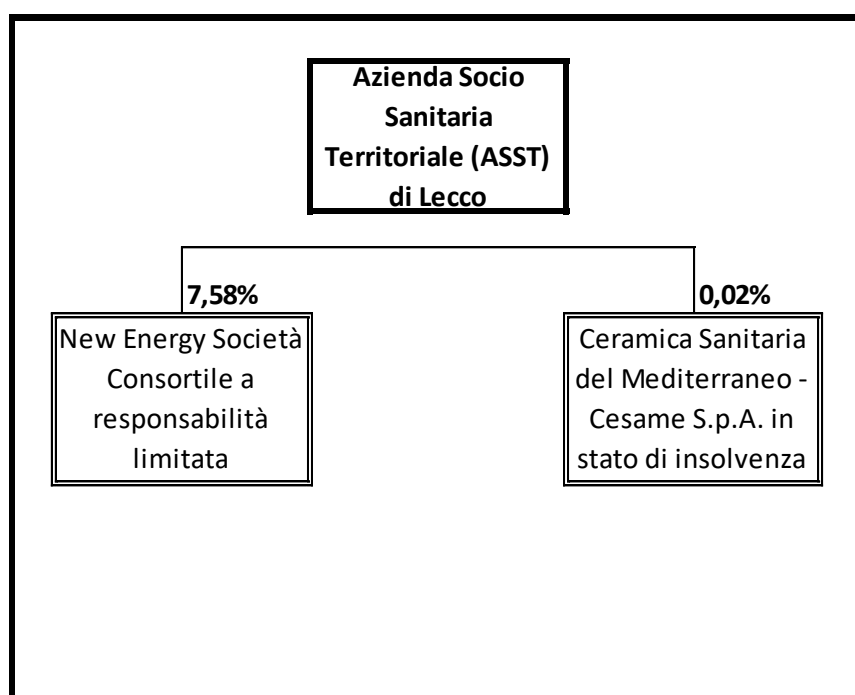 Azienda Socio
Sanitaria
Territoriale (ASST)
di Lecco
7,58%
0,02%
New Energy Società
Consortile a
responsabilità
limitata
Ceramica Sanitaria
del Mediterraneo -
Cesame S.p.A. in
stato di insolvenza